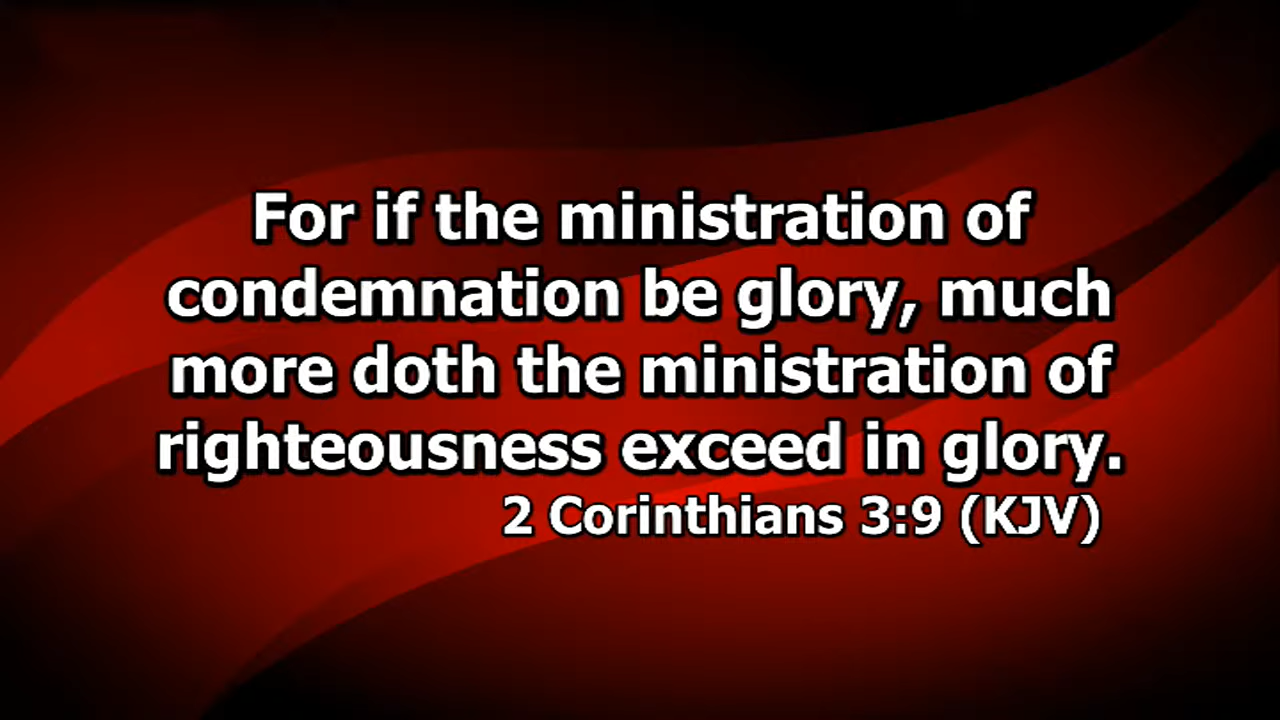 For if the ministration of
condemnation be glory, much
more doth the ministration of
righteousness exceed in glory.
2 Corinthians 3:9 (KJV)